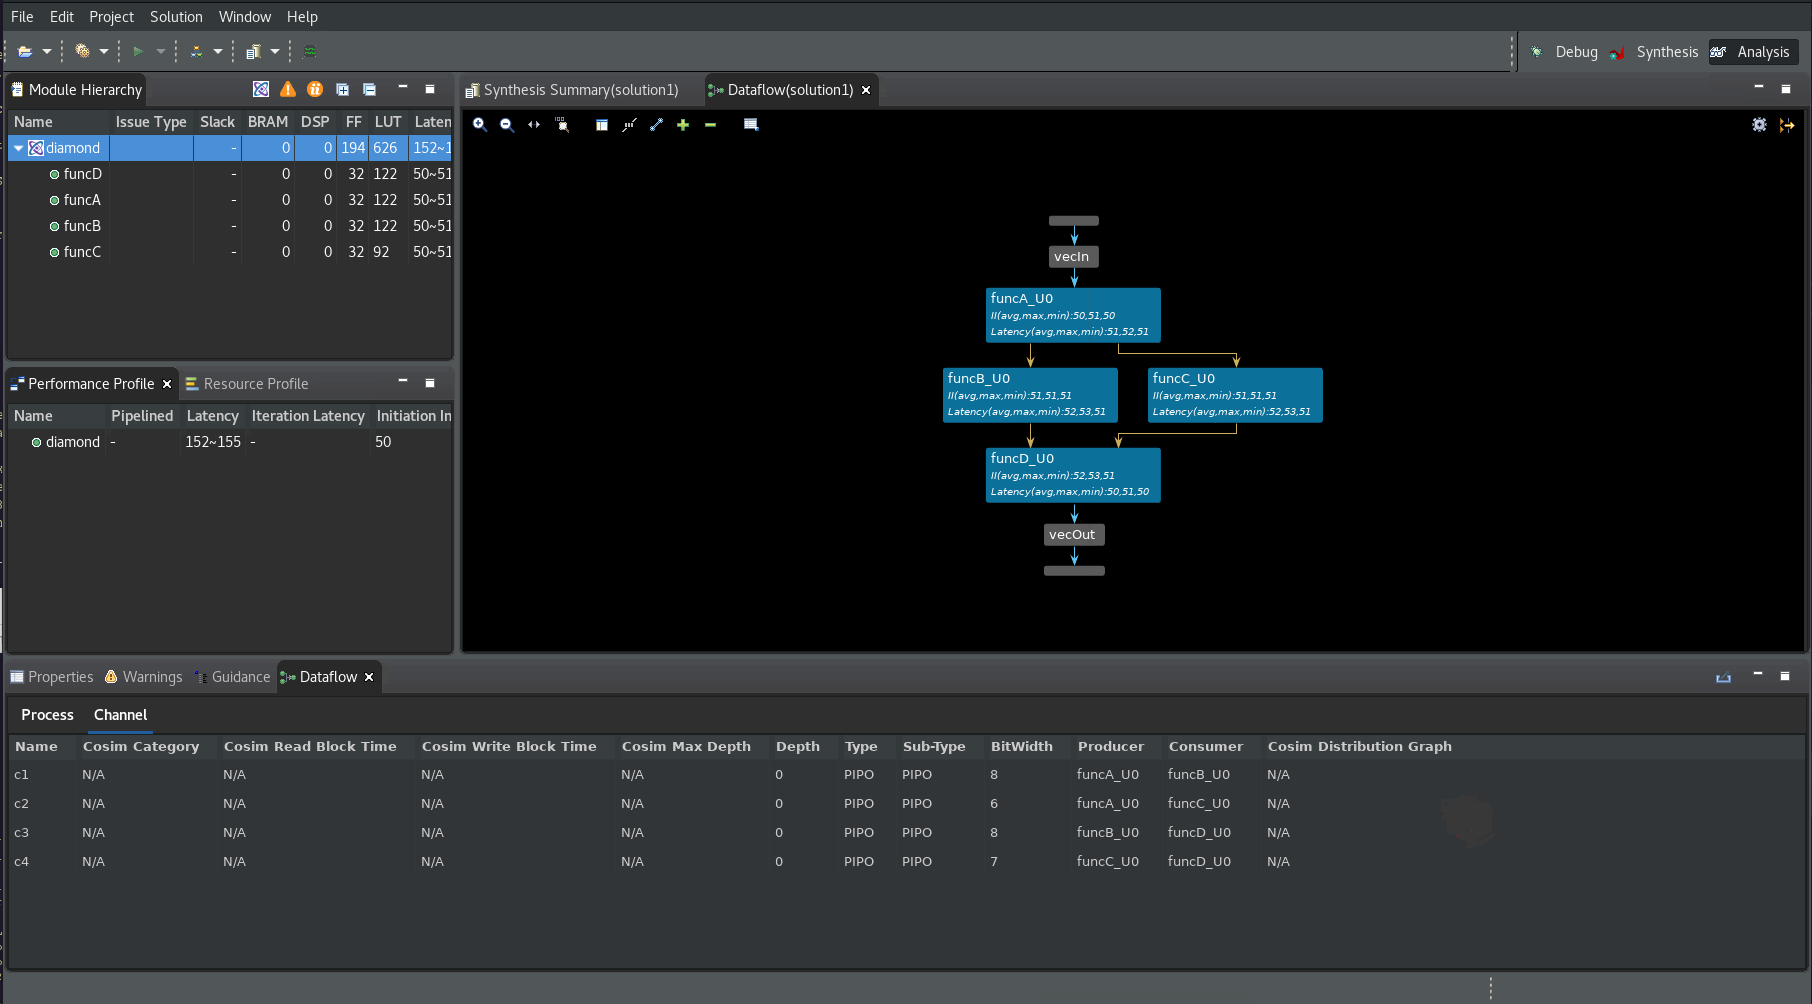 File Edit Project Solution Window Help
Debug Synthesis Analysis
Module Hierarchy
Name Issue Type Slack BRAM DSP FF LUT Laten
diamond - 0 0 194 626 152~1
funcD - 0 0 32 122 50~51
funcA - 0 0 32 122 50~51
funcB - 0 0 32 122 50~51
funcC - 0 0 32 92 50~51
Performance Profile Resource Profile
Name Pipelined Latency Iteration Latency Initiation In
diamond - 152~155 - 50
Synthesis Summary(solution1) Dataflow(solution1)
vecIn
funcA_U0
II(avg,max,min):50,51,50
Latency(avg,max,min):51,52,51
funcB_U0
II(avg,max,min):51,51,51
Latency(avg,max,min):52,53,51
funcC_U0
II(avg,max,min):51,51,51
Latency(avg,max,min):52,53,51
funcD_U0
II(avg,max,min):52,53,51
Latency(avg,max,min):50,51,50
vecOut
Properties Warnings Guidance Dataflow
Process Channel
Name Cosim Category Cosim Read Block Time Cosim Write Block Time Cosim Max Depth Depth Type Sub-Type BitWidth Producer Consumer Cosim Distribution Graph
c1 N/A N/A N/A N/A 0 PIPO PIPO 8 funcA_U0 funcB_U0 N/A
c2 N/A N/A N/A N/A 0 PIPO PIPO 6 funcA_U0 funcC_U0 N/A
c3 N/A N/A N/A N/A 0 PIPO PIPO 8 funcB_U0 funcD_U0 N/A
c4 N/A N/A N/A N/A 0 PIPO PIPO 7 funcC_U0 funcD_U0 N/A